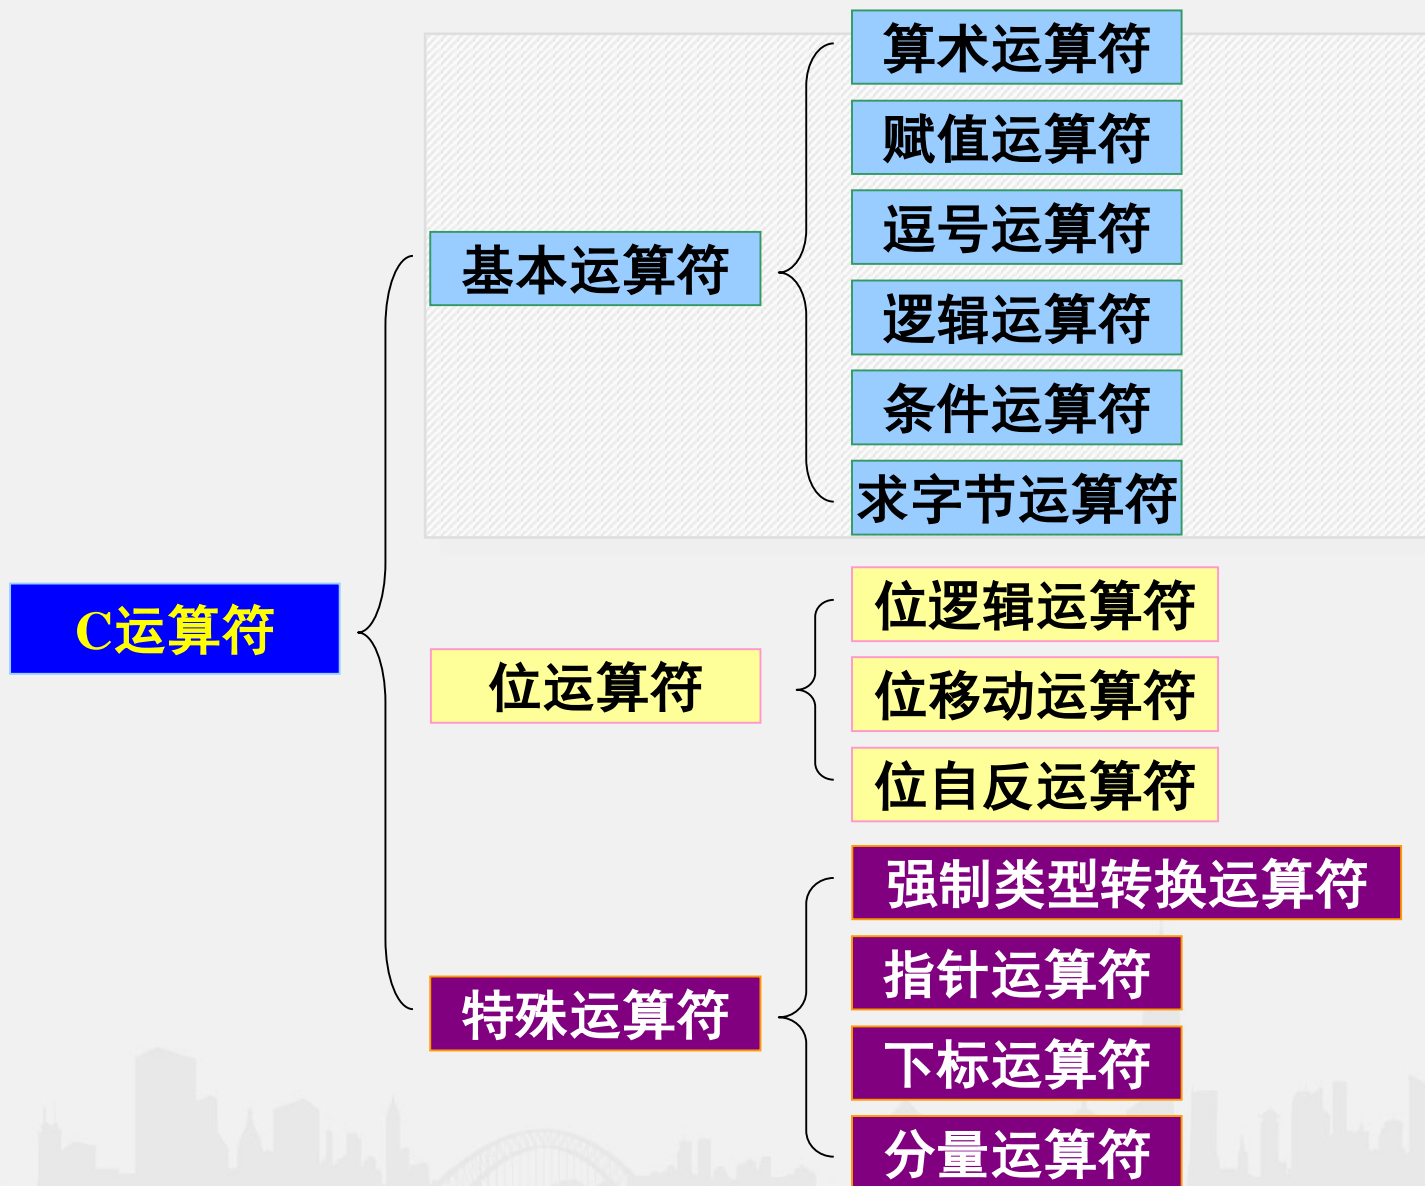 C运算符
基本运算符
算术运算符
赋值运算符
逗号运算符
逻辑运算符
条件运算符
求字节运算符
位运算符
位逻辑运算符
位移动运算符
位自反运算符
特殊运算符
强制类型转换运算符
指针运算符
下标运算符
分量运算符